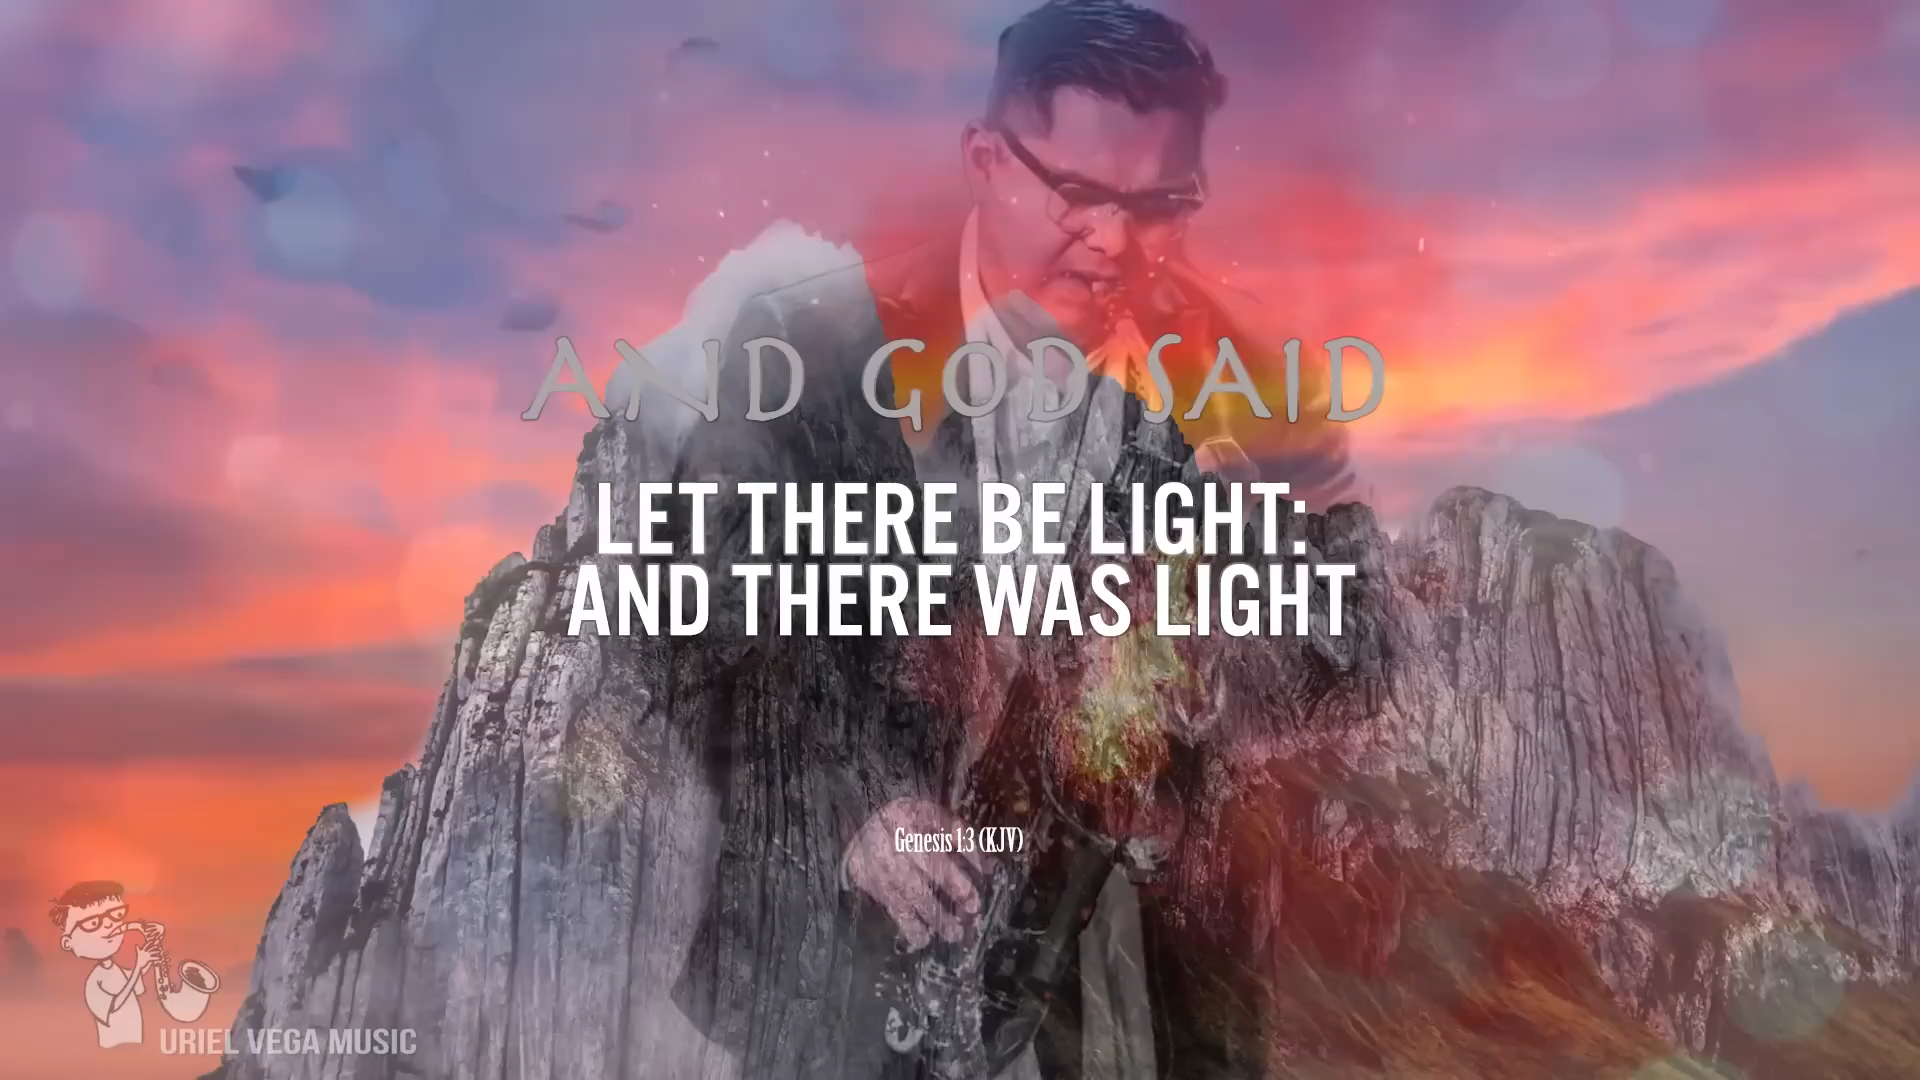 AND GOD SAID
LET THERE BE LIGHT:
AND THERE WAS LIGHT
Genesis 1:3 (KJV)
URIEL VEGA MUSIC